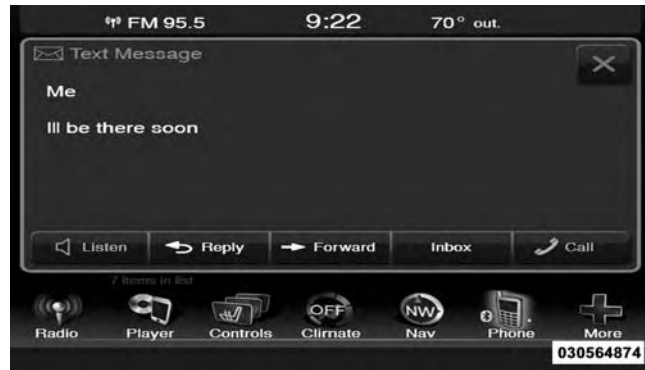 FM 95.5 9:22 70° out.
Text Message
Me
Ill be there soon
Listen Reply Forward Inbox Call
7 items in list
OFF NW
Radio Player Controls Climate Nav Phone More
030564874